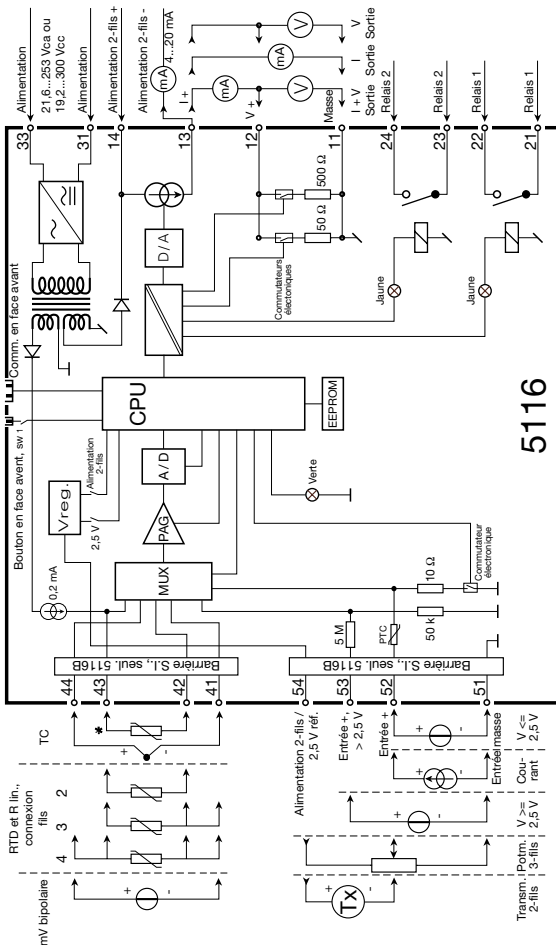 Alimentation
21,6...253 Vca ou
19,2...300 Vcc
Alimentation 2-fils +
Alimentation 2-fils -
mA
4...20 mA
I+
mA
V +
V
mA
V
Masse
I + V
Sortie
I
Sortie
V
Sortie
Relais 2
Relais 2
Relais 1
Relais 1
33
31
14
13
12
11
24
23
22
21
Comm. en face avant
Bouton en face avent, sw 1
D / A
50 Ω
500 Ω
Commutateurs
électoniques
Jaune
Jaune
CPU
EEPROM
Vreg.
Alimentation
2-fils
2,5 V
A / D
PAG
MUX
Verte
0,2 mA
5 M
PTC
50 k
10 Ω
Commutateur
électronique
Barrière S.I., seul. 5116B
Barrière S.I., seul. 5116B
44
43
42
41
54
53
52
51
TC
*
+
-
RTD et R lin.,
connexion
fils
2
3
4
mV bipolaire
+
-
Alimentation 2-fils /
2,5 V réf.
Entrée +,
> 2,5 V
Entrée +
Entrée masse
+
-
V <=
2,5 V
+
-
Cou-
rant
+
-
V >=
2,5 V
Potm.
3-fils
+
Tx
-
Transm.
2-fils
5116